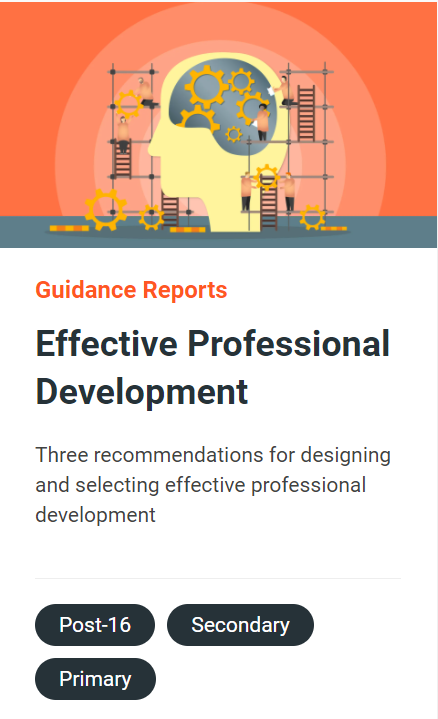 Guidance Reports
Effective Professional
Development
Three recommendations for designing
and selecting effective professional
development
Post-16
Secondary
Primary